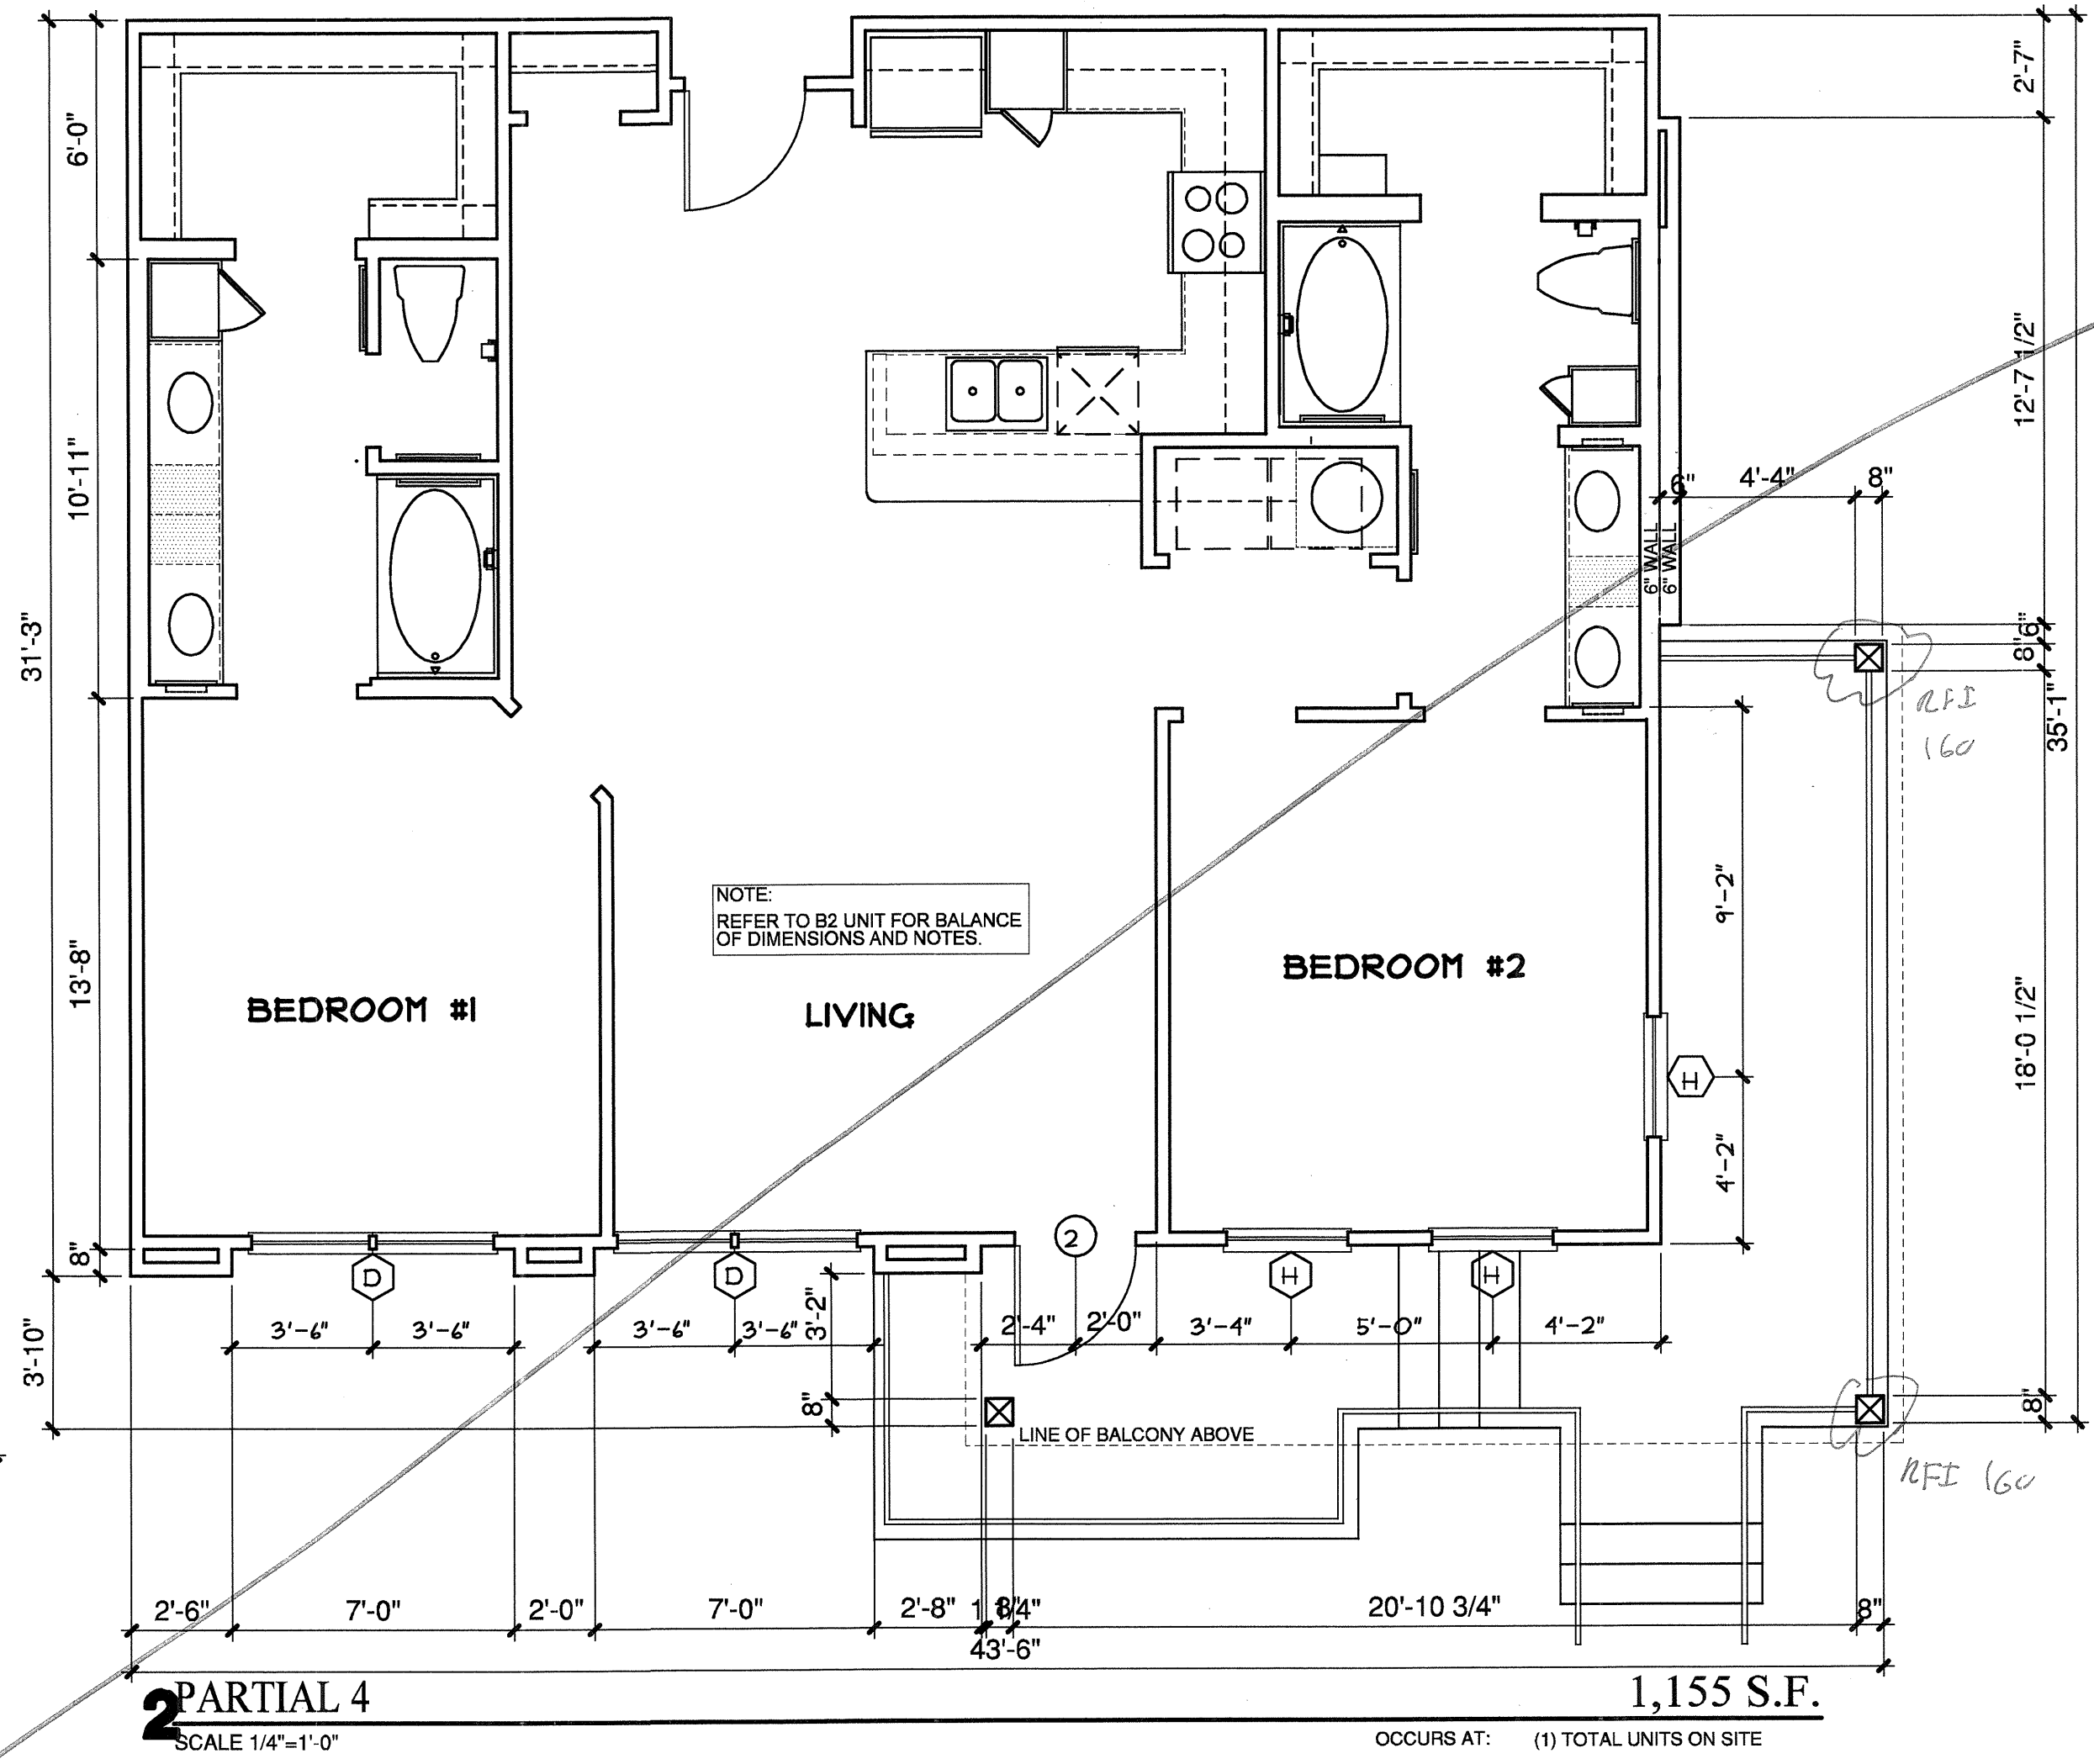 2'-7"
6'-0"
12'-7 1/2"
10'-11"
6"
4'-4"
8"
6" WALL
6" WALL
31'-3"
6"
8"
RFI
160
35'-1"
9'-2"
NOTE:
REFER TO B2 UNIT FOR BALANCE
OF DIMENSIONS AND NOTES.
13'-8"
BEDROOM #1
LIVING
BEDROOM #2
18'-0 1/2"
H
4'-2"
8"
D
D
2
H
H
3'-10"
3'-6"
3'-6"
3'-6"
3'-6"
3'-2"
2'-4"
2'-0"
3'-4"
5'-0"
4'-2"
8"
8"
LINE OF BALCONY ABOVE
RFI 160
2'-6"
7'-0"
2'-0"
7'-0"
2'-8"
8"
20'-10 3/4"
8"
43'-6"
2
PARTIAL 4
1,155 S.F.
SCALE 1/4"=1'-0"
OCCURS AT: (1) TOTAL UNITS ON SITE